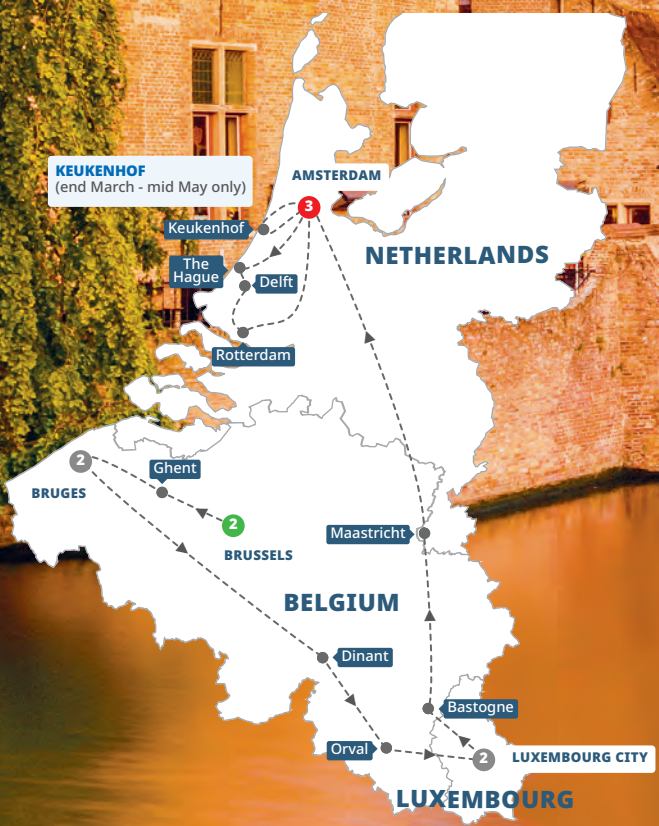 KEUKENHOF
(end March - mid May only)
AMSTERDAM
3
Keukenhof
NETHERLANDS
The
Hague
Delft
Rotterdam
2
BRUGES
Ghent
2
BRUSSELS
Maastricht
BELGIUM
Dinant
Bastogne
Orval
2
LUXEMBOURG CITY
LUXEMBOURG